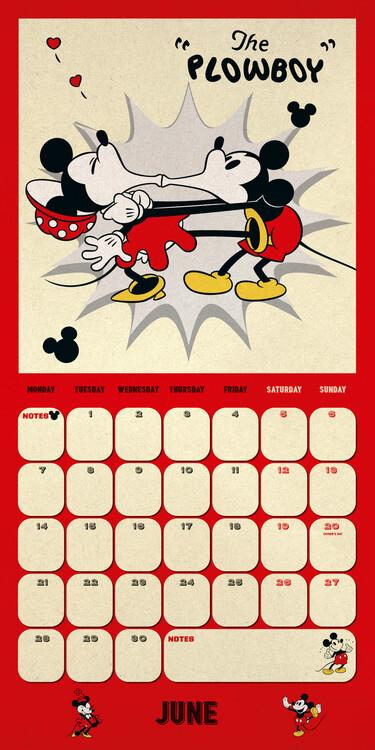 "The
PLOWBOY"
MONDAY TUESDAY WEDNESDAY THURSDAY FRIDAY SATURDAY SUNDAY
NOTES 1 2 3 4 5 6
7 8 9 10 11 12 13
14 15 16 17 18 19 20
FATHER'S DAY
21 22 23 24 25 26 27
28 29 30 NOTES
JUNE